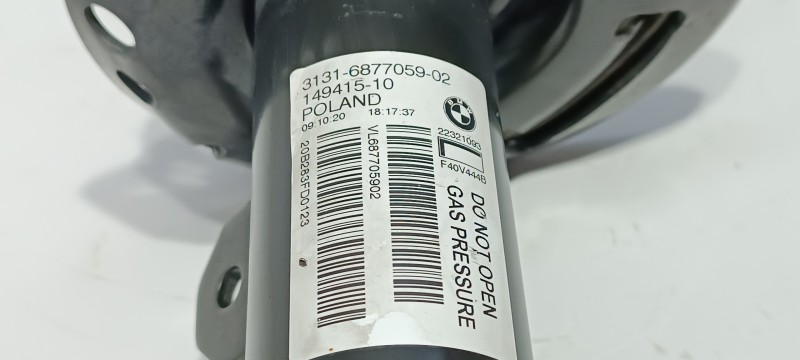 3131-6877059-02
149415-10
POLAND
09:10:20 18:17:37
BMW
22321093
L
F40V444B
VL687705902
20B283FD0123
DO NOT OPEN
GAS PRESSURE